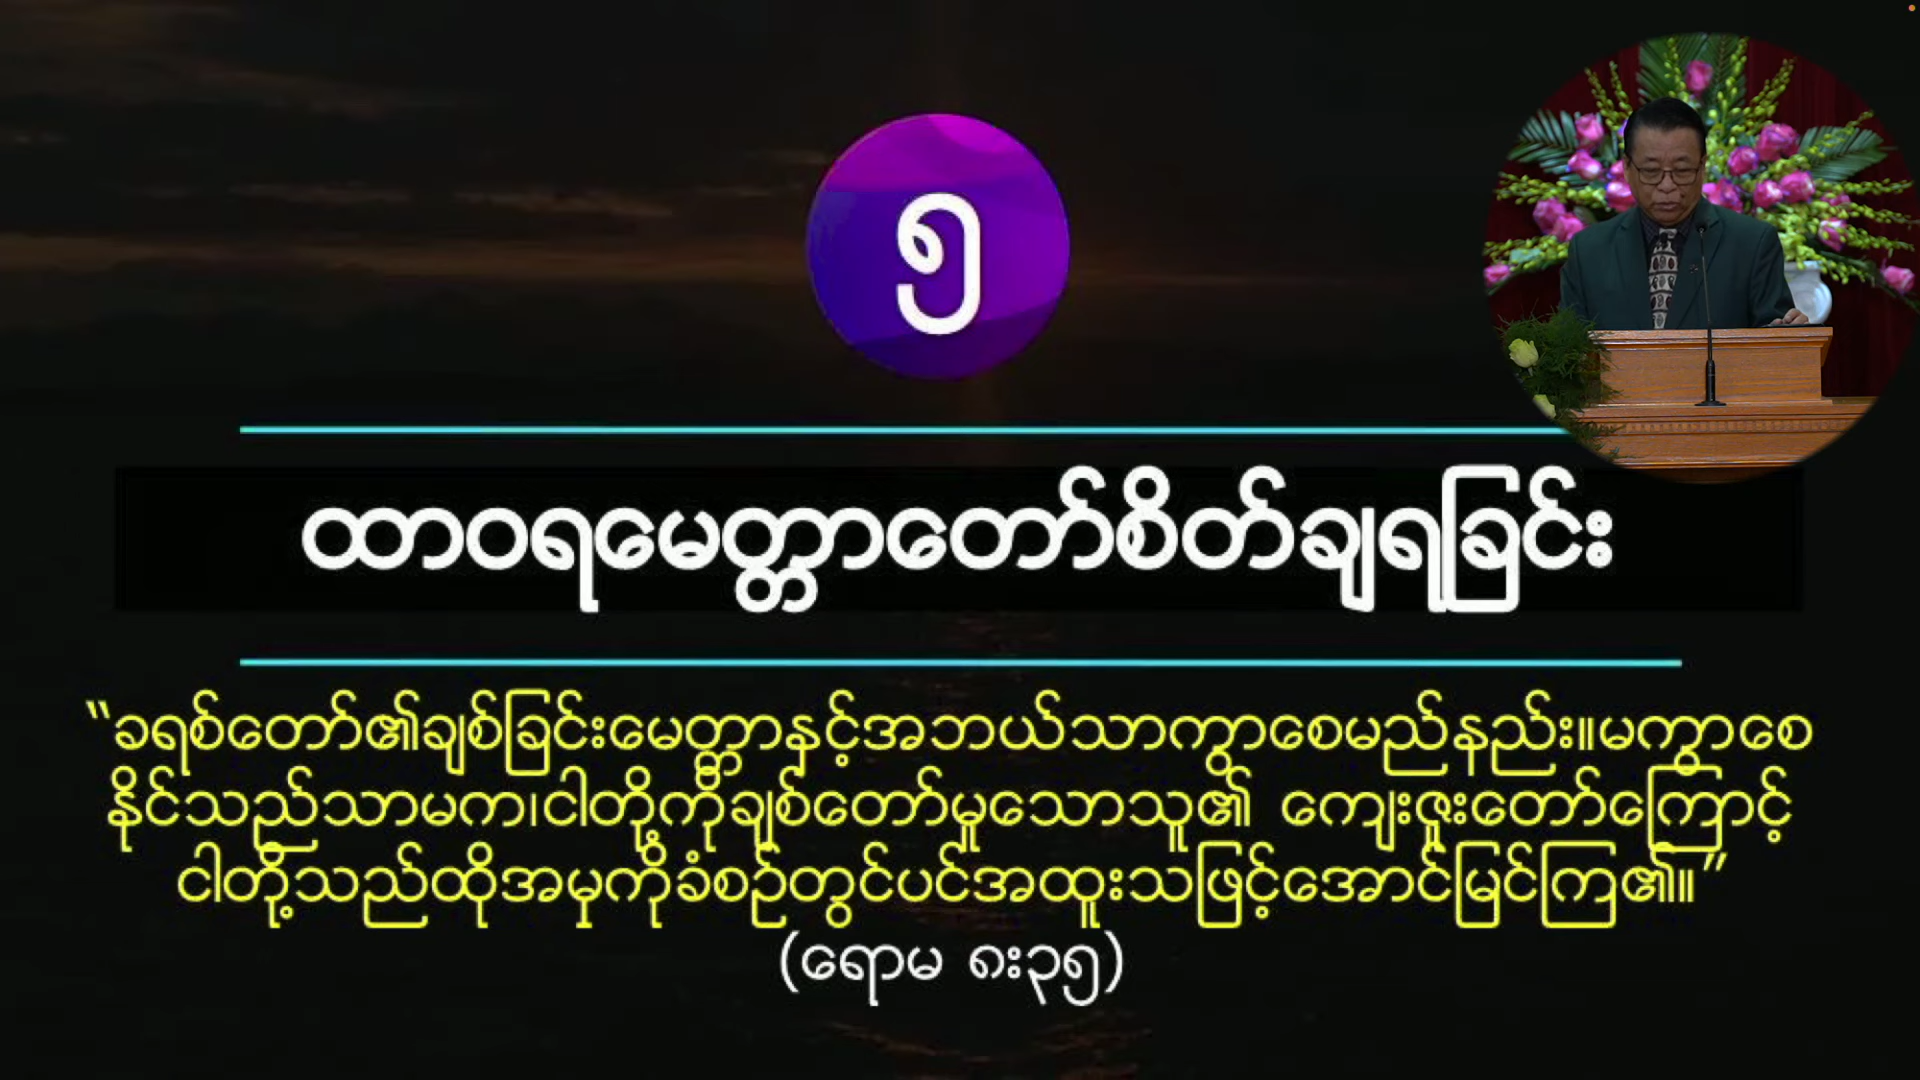 ၅
ထာဝရမေတ္တာတော်စိတ်ချရခြင်း
“ခရစ်တော်၏ချစ်ခြင်းမေတ္တာနှင့်အဘယ်သာကွာစေမည်နည်း။မကွာစေ
နိုင်သည်သာမက၊ငါတို့ကိုချစ်တော်မူသောသူ၏ ကျေးဇူးတော်ကြောင့်
ငါတို့သည်ထိုအမှုကိုခံစဉ်တွင်ပင်အထူးသဖြင့်အောင်မြင်ကြ၏။”
(ရောမ ၈း၃၅)